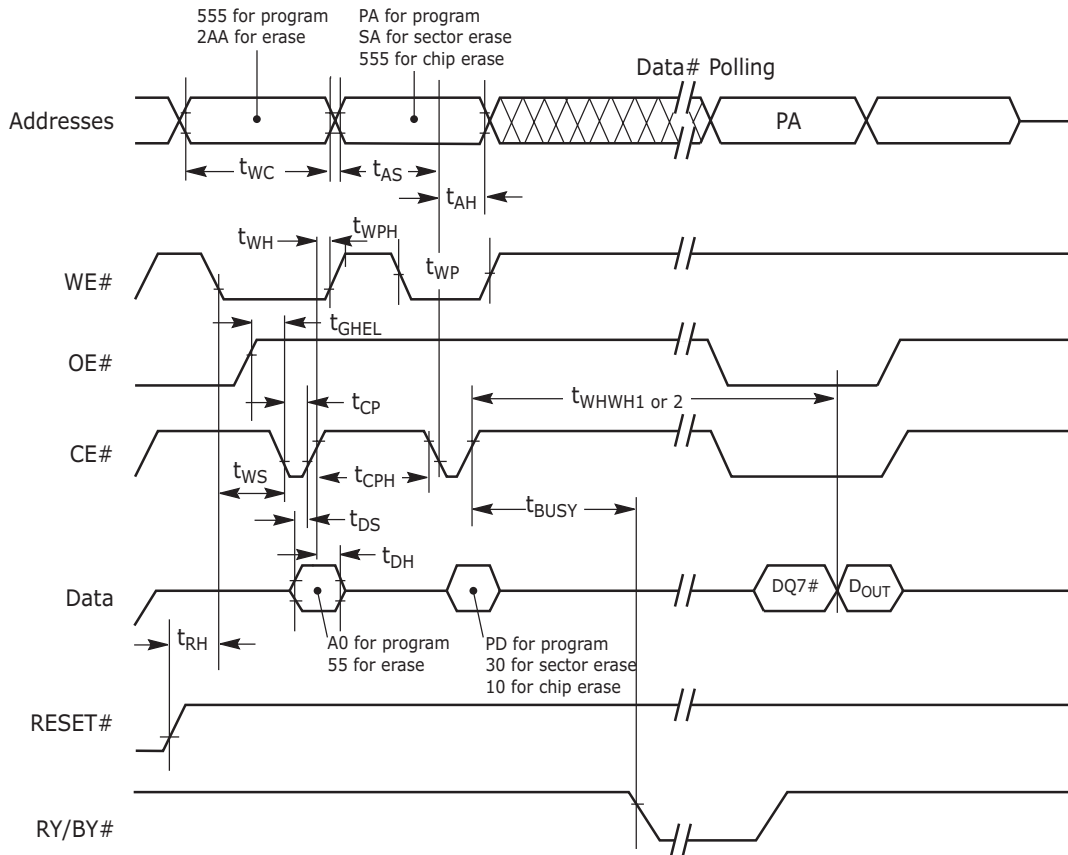 555 for program
2AA for erase
PA for program
SA for sector erase
555 for chip erase
Data# Polling
Addresses
PA
tWC
tAS
tAH
tWH
tWPH
tWP
WE#
tGHEL
OE#
tWHWH1 or 2
tCP
CE#
tWS
tCPH
tBUSY
tDS
tDH
Data
DQ7#
DOUT
tRH
A0 for program
55 for erase
PD for program
30 for sector erase
10 for chip erase
RESET#
RY/BY#